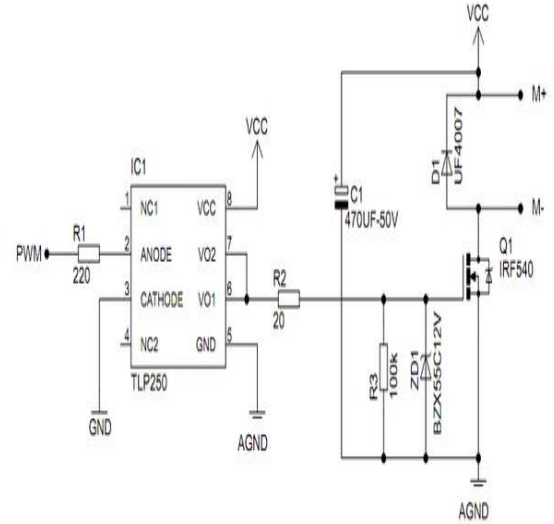 VCC
M+
D1
UF4007
M-
VCC
IC1
+
C1
470UF-50V
1
NC1
VCC
8
PWM
R1
220
2
ANODE
VO2
7
3
CATHODE
VO1
6
R2
20
4
NC2
GND
5
TLP250
GND
AGND
Q1
IRF540
R3
100k
ZD1
BZX55C12V
AGND